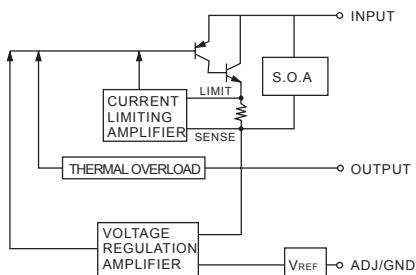 INPUT
S.O.A
LIMIT
CURRENT
LIMITING
AMPLIFIER
SENSE
THERMAL OVERLOAD
OUTPUT
VOLTAGE
REGULATION
AMPLIFIER
VREF
ADJ/GND